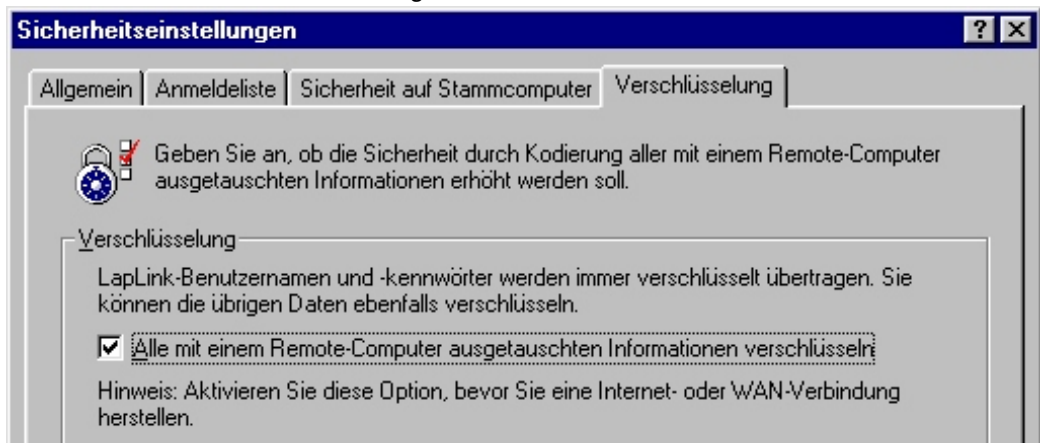 Sicherheitseinstellungen
Allgemein Anmeldeliste Sicherheit auf Stammcomputer Verschlüsselung
Geben Sie an, ob die Sicherheit durch Kodierung aller mit einem Remote-Computer
ausgetauschten Informationen erhöht werden soll.
Verschlüsselung
LapLink-Benutzernamen und -kennwörter werden immer verschlüsselt übertragen. Sie
können die übrigen Daten ebenfalls verschlüsseln.
Alle mit einem Remote-Computer ausgetauschten Informationen verschlüsseln
Hinweis: Aktivieren Sie diese Option, bevor Sie eine Internet- oder WAN-Verbindung
herstellen.